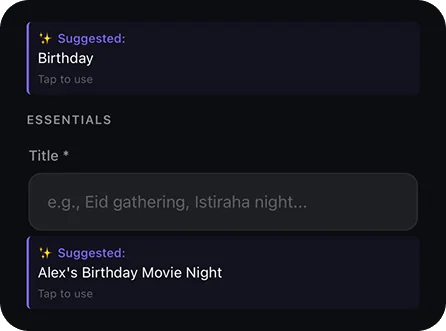 ✨ Suggested:
Birthday
Tap to use
ESSENTIALS
Title *
e.g., Eid gathering, Istiraha night...
✨ Suggested:
Alex's Birthday Movie Night
Tap to use